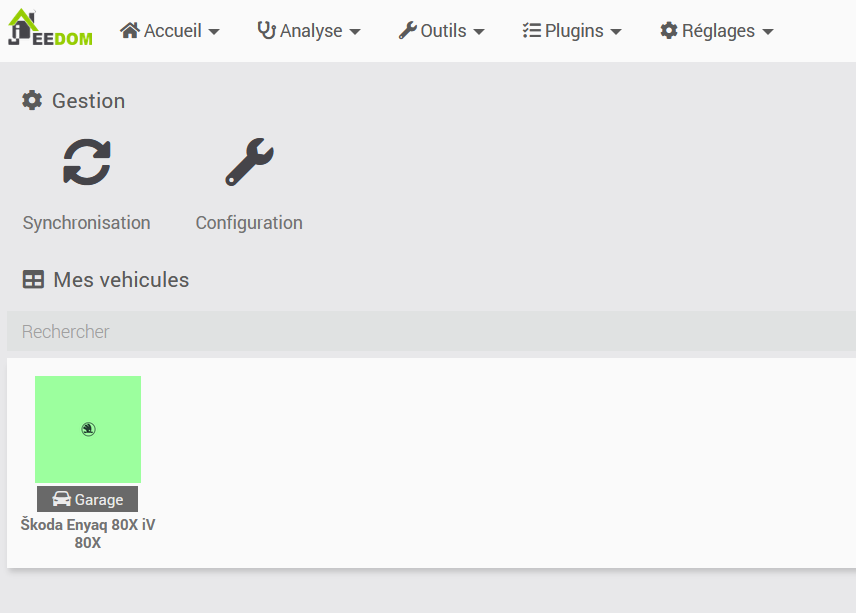 JEEDOM Accueil Analyse Outils Plugins Réglages
Gestion
Synchronisation Configuration
Mes vehicules
Rechercher
Garage
Škoda Enyaq 80X iV
80X